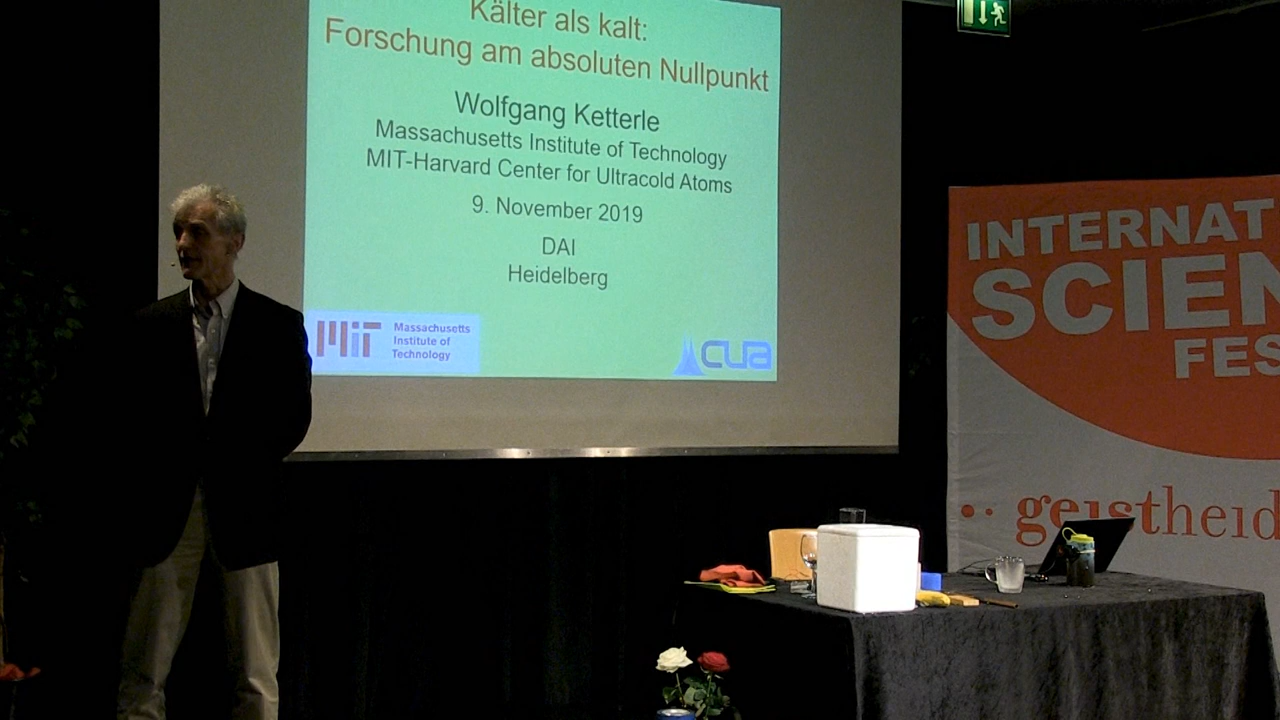 Kälter als kalt:
Forschung am absoluten Nullpunkt
Wolfgang Ketterle
Massachusetts Institute of Technology
MIT-Harvard Center for Ultracold Atoms
9. November 2019
DAI
Heidelberg
MiT
Massachusetts
Institute of
Technology
CUA
INTERNAT
SCIEN
FES
geistheid